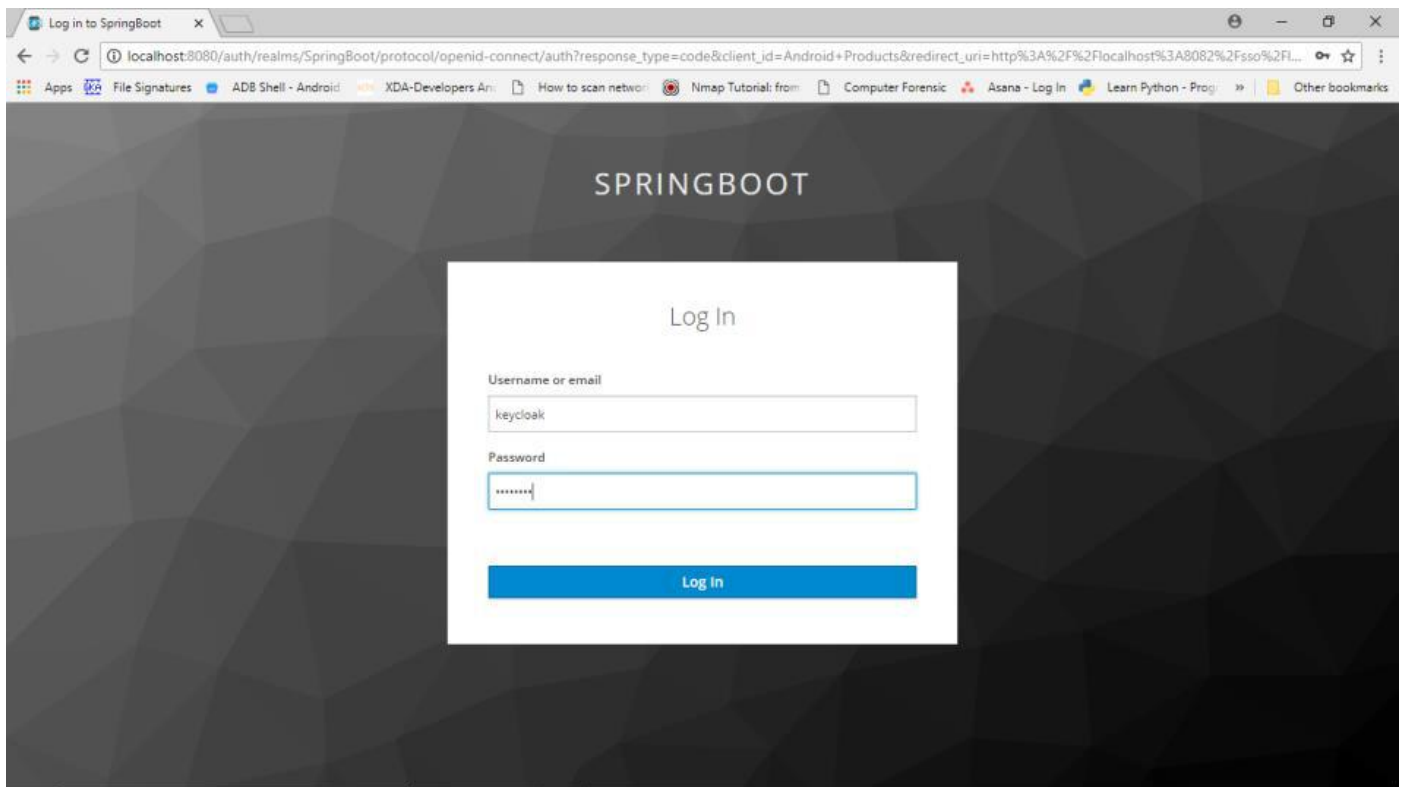 Log in to SpringBoot
localhost:8080/auth/realms/SpringBoot/protocol/openid-connect/auth?response_type=code&client_id=Android+Products&redirect_uri=http%3A%2F%2Flocalhost%3A8082%2Fsso%2Fl...
Apps File Signatures ADB Shell - Android XDA-Developers An How to scan networ Nmap Tutorial: from Computer Forensic Asana - Log In Learn Python - Prog » Other bookmarks
SPRINGBOOT
Log In
Username or email
keycloak
Password
••••••••
Log In